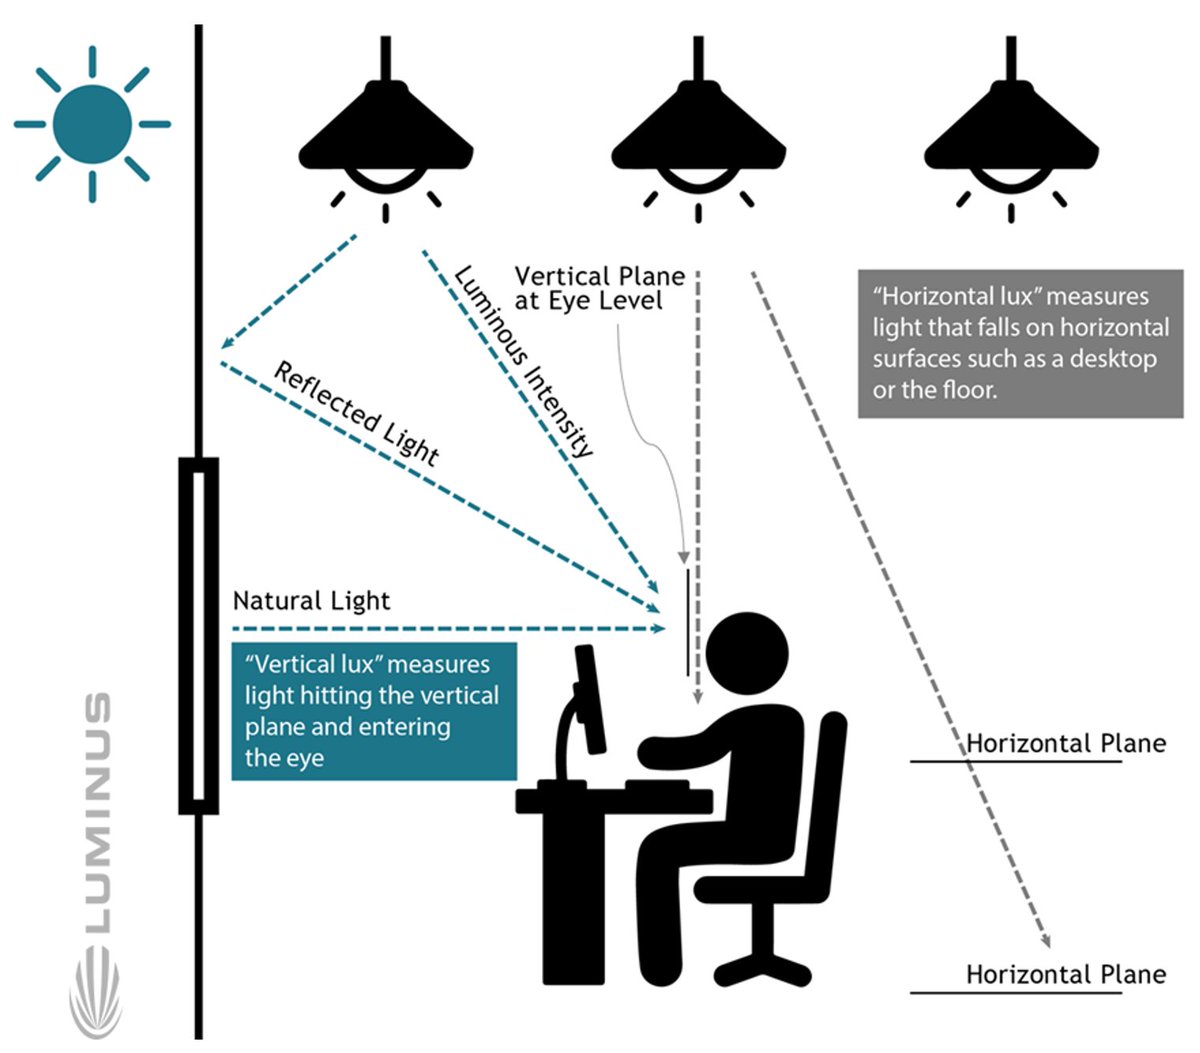 Vertical Plane
at Eye Level
Luminous Intensity
Reflected Light
“Horizontal lux” measures
light that falls on horizontal
surfaces such as a desktop
or the floor.
Natural Light
“Vertical lux” measures
light hitting the vertical
plane and entering
the eye
Horizontal Plane
Horizontal Plane
LUMINUS